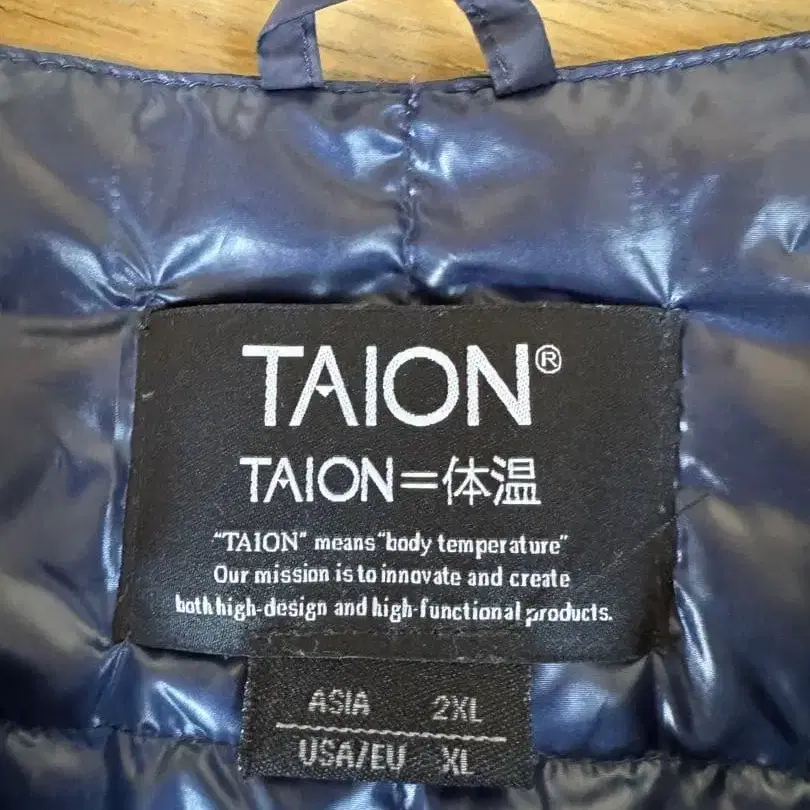 TAION®
TAION=体温
"TAION" means "body temperature"
Our mission is to innovate and create
both high-design and high-functional products.
ASIA 2XL
USA/EU XL